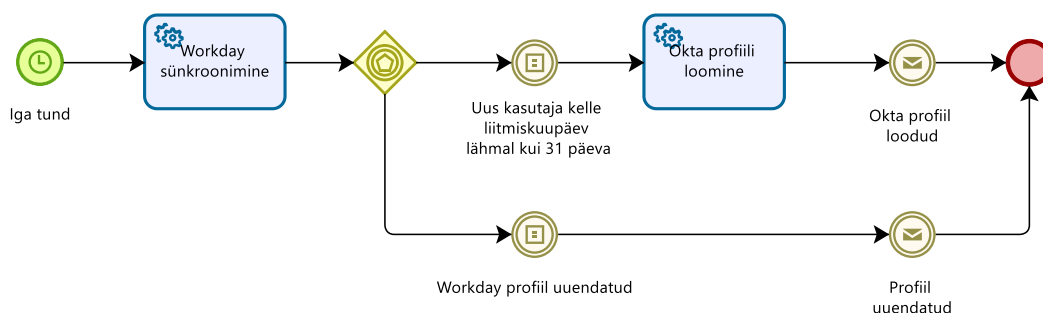 Workday
sünkroonimine
Okta profiili
loomine
Iga tund
Uus kasutaja kelle
liitmiskuupäev
lähmal kui 31 päeva
Okta profiil
loodud
Workday profiil uuendatud
Profiil
uuendatud